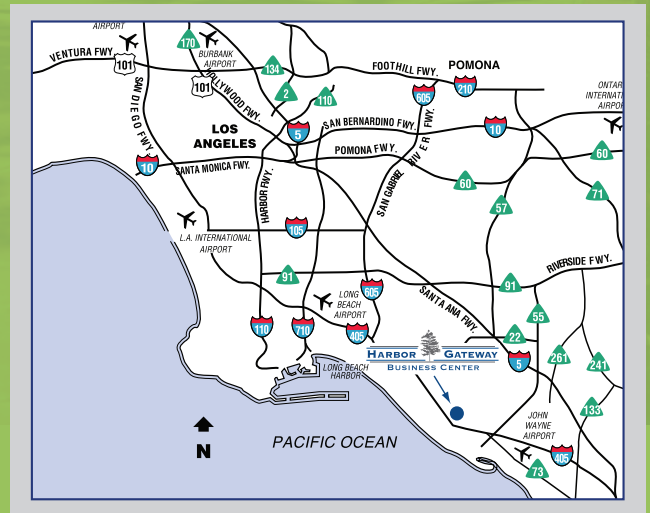 AIRPORT
VENTURA FWY.
101
170
BURBANK
AIRPORT
134
FOOTHILL FWY.
POMONA
210
605
101
HOLLYWOOD FWY.
2
110
SAN DIEGO FWY.
LOS
ANGELES
5
SAN BERNARDINO FWY.
10
ONTAR
INTERNATI
AIRPOR
POMONA FWY.
60
10
SANTA MONICA FWY.
HARBOR FWY.
SAN GABRIEL RIVER FWY.
60
57
71
L.A. INTERNATIONAL
AIRPORT
105
91
605
LONG
BEACH
AIRPORT
SANTA ANA FWY.
91
RIVERSIDE FWY.
55
110
710
405
22
HARBOR GATEWAY
BUSINESS CENTER
5
261
241
LONG BEACH
HARBOR
133
JOHN
WAYNE
AIRPORT
405
73
N
PACIFIC OCEAN